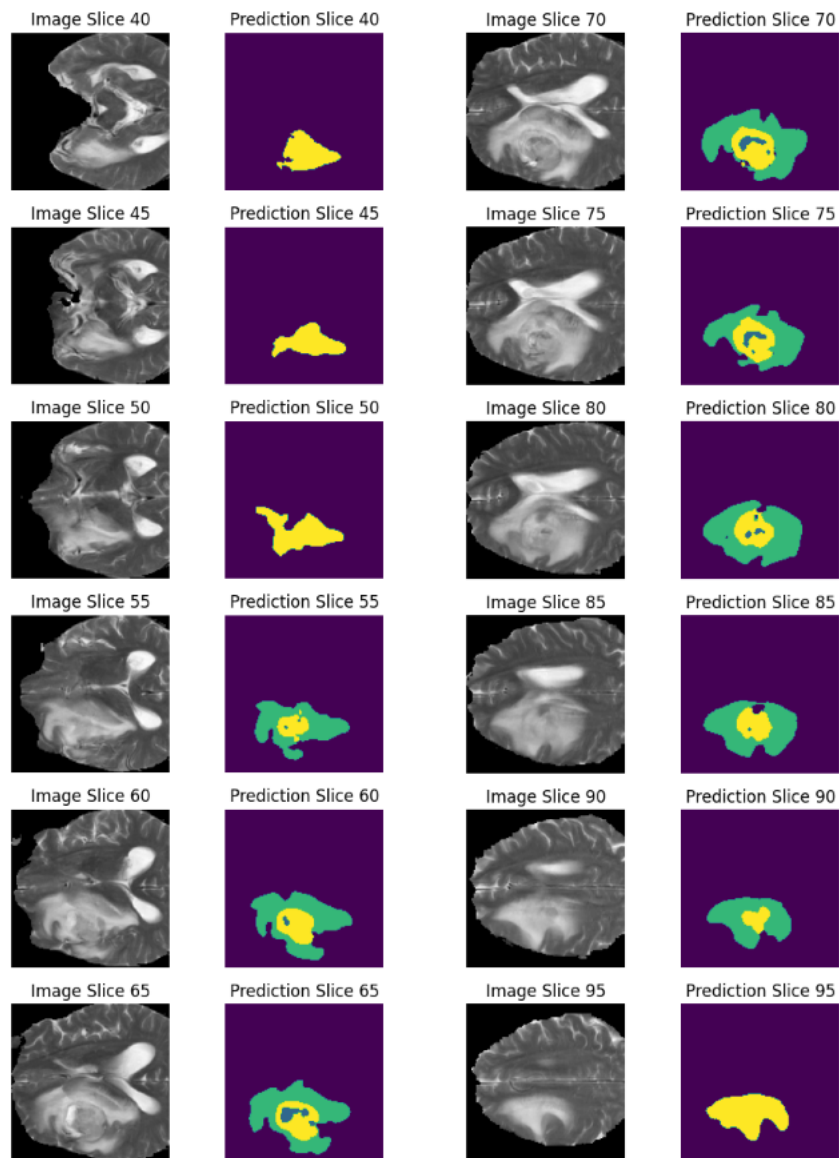 Image Slice 40 Prediction Slice 40 Image Slice 70 Prediction Slice 70
Image Slice 45 Prediction Slice 45 Image Slice 75 Prediction Slice 75
Image Slice 50 Prediction Slice 50 Image Slice 80 Prediction Slice 80
Image Slice 55 Prediction Slice 55 Image Slice 85 Prediction Slice 85
Image Slice 60 Prediction Slice 60 Image Slice 90 Prediction Slice 90
Image Slice 65 Prediction Slice 65 Image Slice 95 Prediction Slice 95